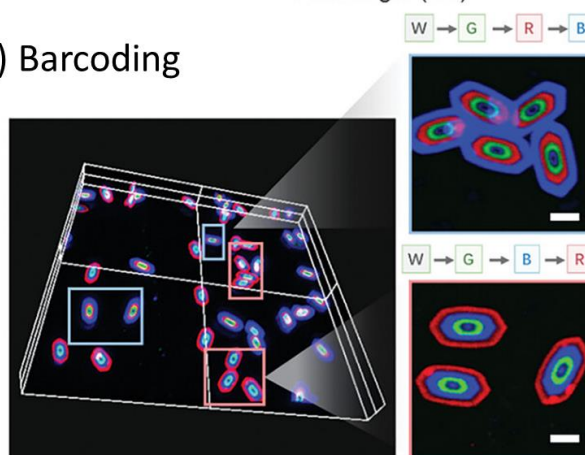 ) Barcoding
W → G → R → B
W → G → B → R